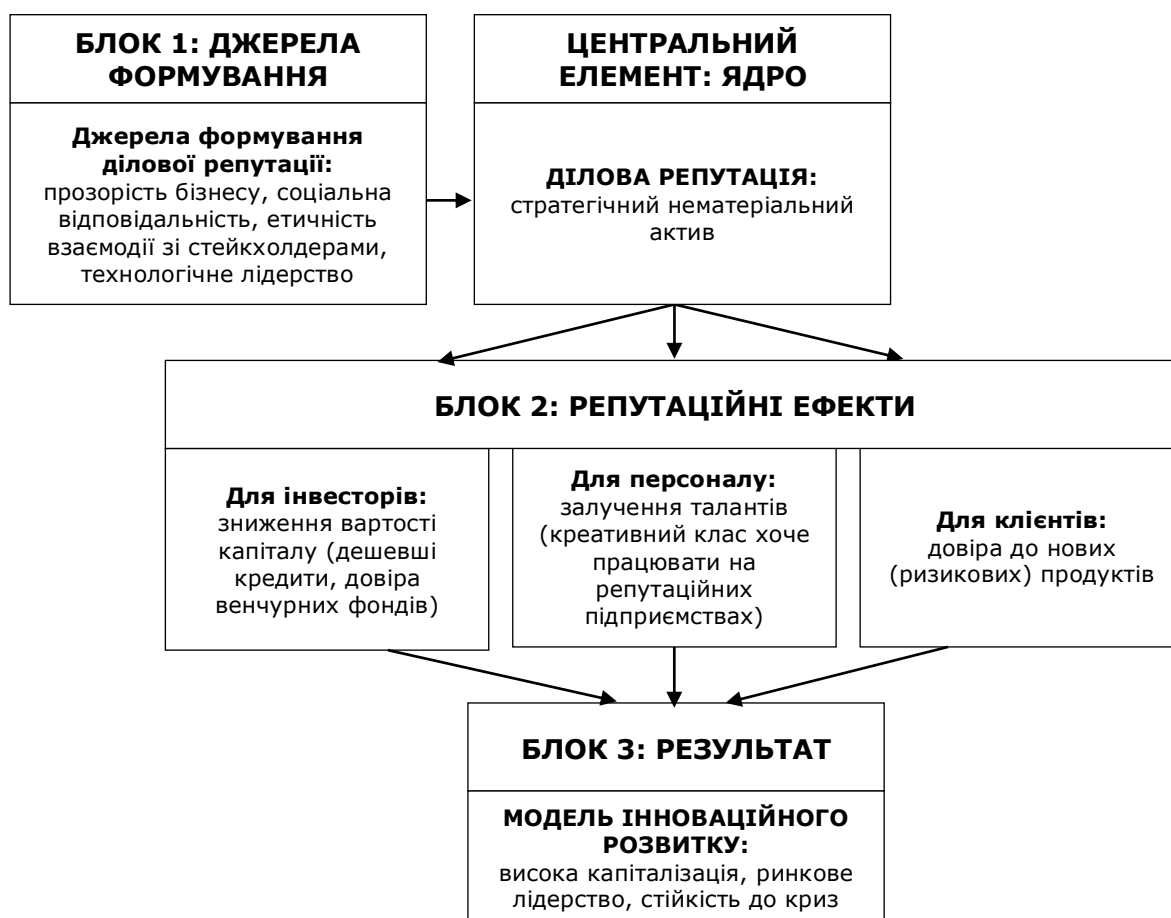 БЛОК 1: ДЖЕРЕЛА
ФОРМУВАННЯ
Джерела формування
ділової репутації:
прозорість бізнесу, соціальна
відповідальність, етичність
взаємодії зі стейкхолдерами,
технологічне лідерство
ЦЕНТРАЛЬНИЙ
ЕЛЕМЕНТ: ЯДРО
ДІЛОВА РЕПУТАЦІЯ:
стратегічний нематеріальний
актив
БЛОК 2: РЕПУТАЦІЙНІ ЕФЕКТИ
Для інвесторів:
зниження вартості
капіталу (дешевші
кредити, довіра
венчурних фондів)
Для персоналу:
залучення талантів
(креативний клас хоче
працювати на
репутаційних
підприємствах)
Для клієнтів:
довіра до нових
(ризикових) продуктів
БЛОК 3: РЕЗУЛЬТАТ
МОДЕЛЬ ІННОВАЦІЙНОГО
РОЗВИТКУ:
висока капіталізація, ринкове
лідерство, стійкість до криз